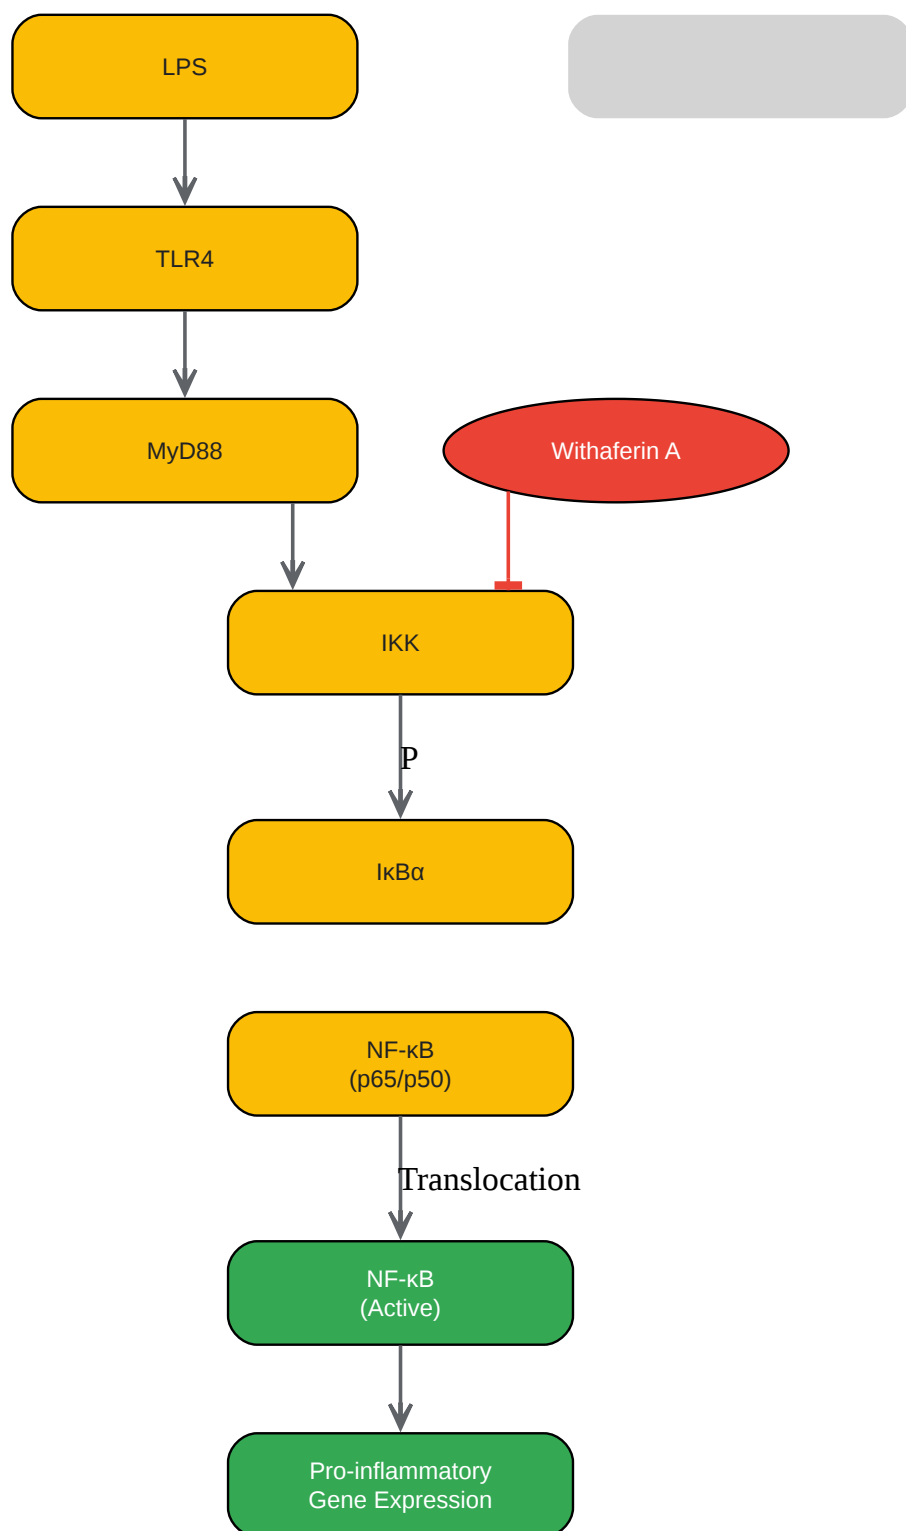 LPS
TLR4
MyD88
Withaferin A
IKK
P
IκBα
NF-κB
(p65/p50)
Translocation
NF-κB
(Active)
Pro-inflammatory
Gene Expression